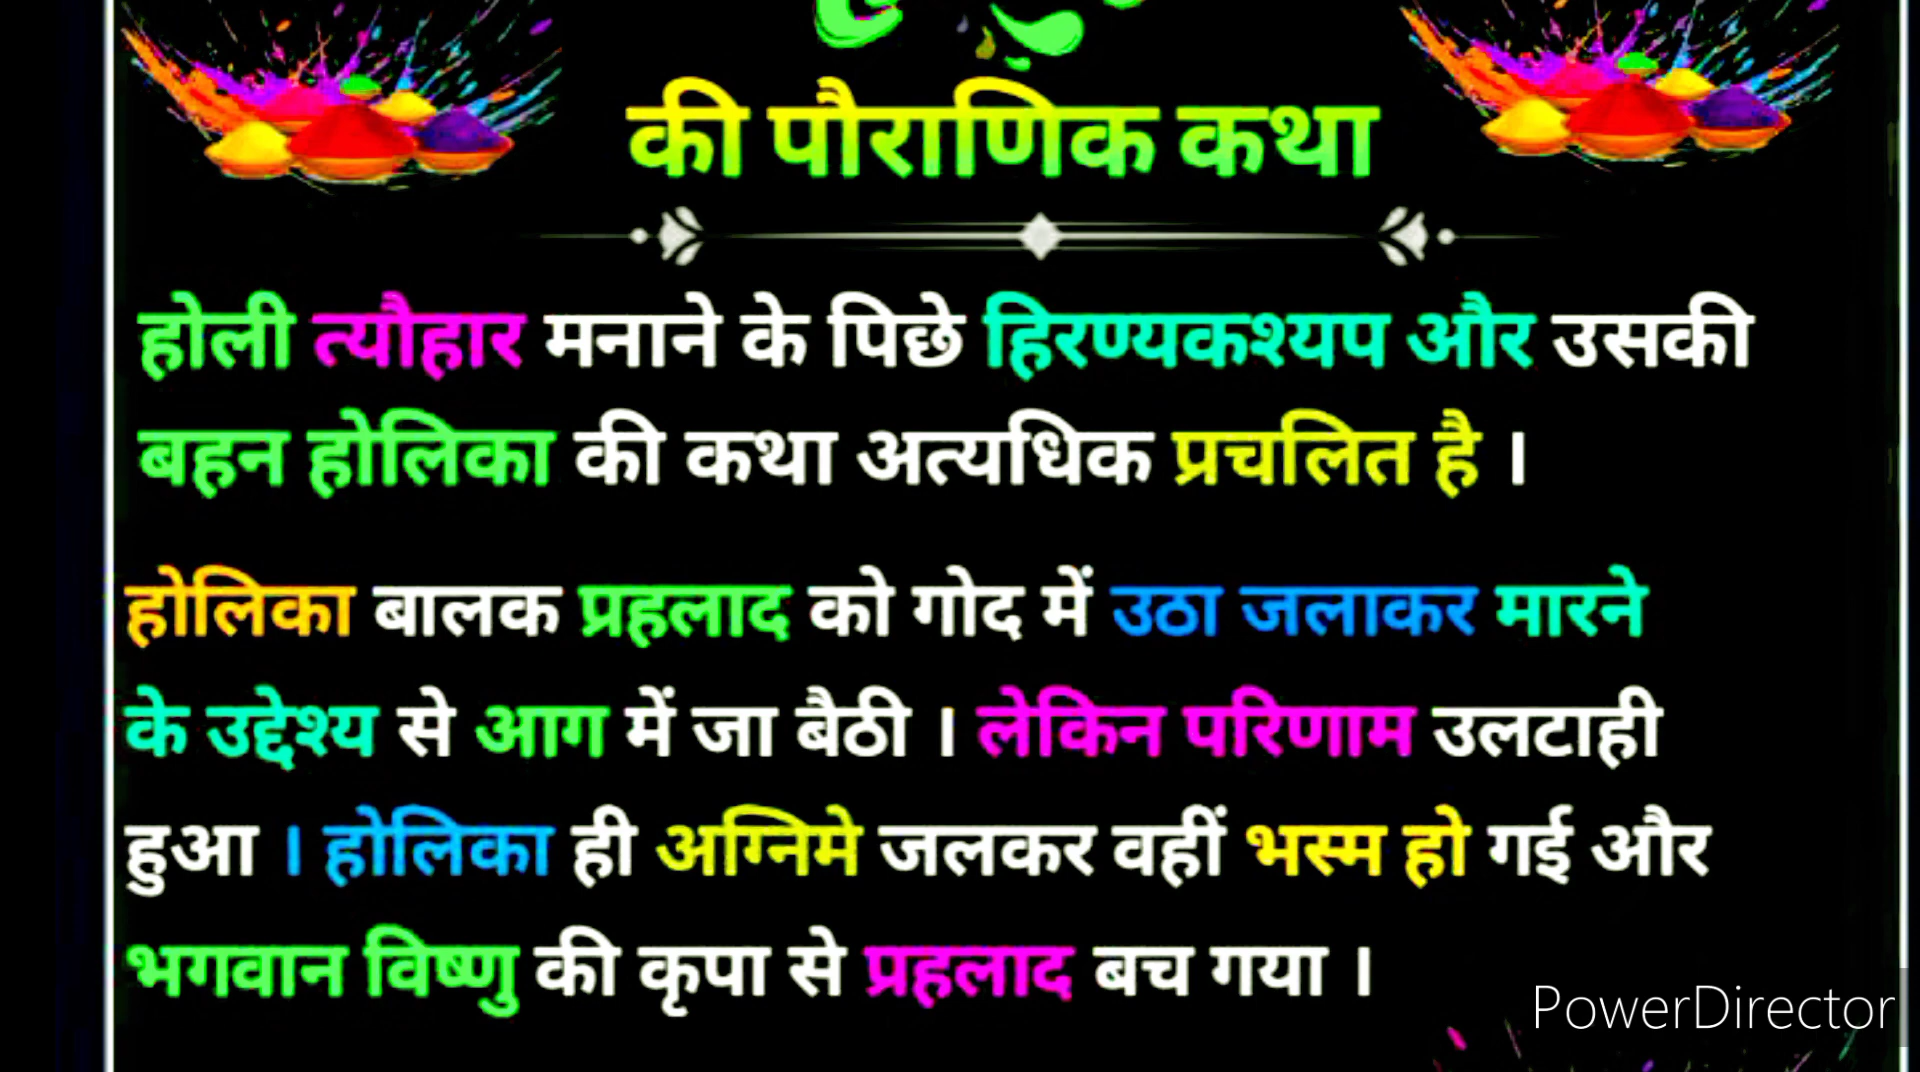 की पौराणिक कथा
होली त्यौहार मनाने के पिछे हिरण्यकश्यप और उसकी
बहन होलिका की कथा अत्यधिक प्रचलित है ।
होलिका बालक प्रहलाद को गोद में उठा जलाकर मारने
के उद्देश्य से आग में जा बैठी । लेकिन परिणाम उलटाही
हुआ । होलिका ही अग्निमे जलकर वहीं भस्म हो गई और
भगवान विष्णु की कृपा से प्रहलाद बच गया ।
PowerDirector